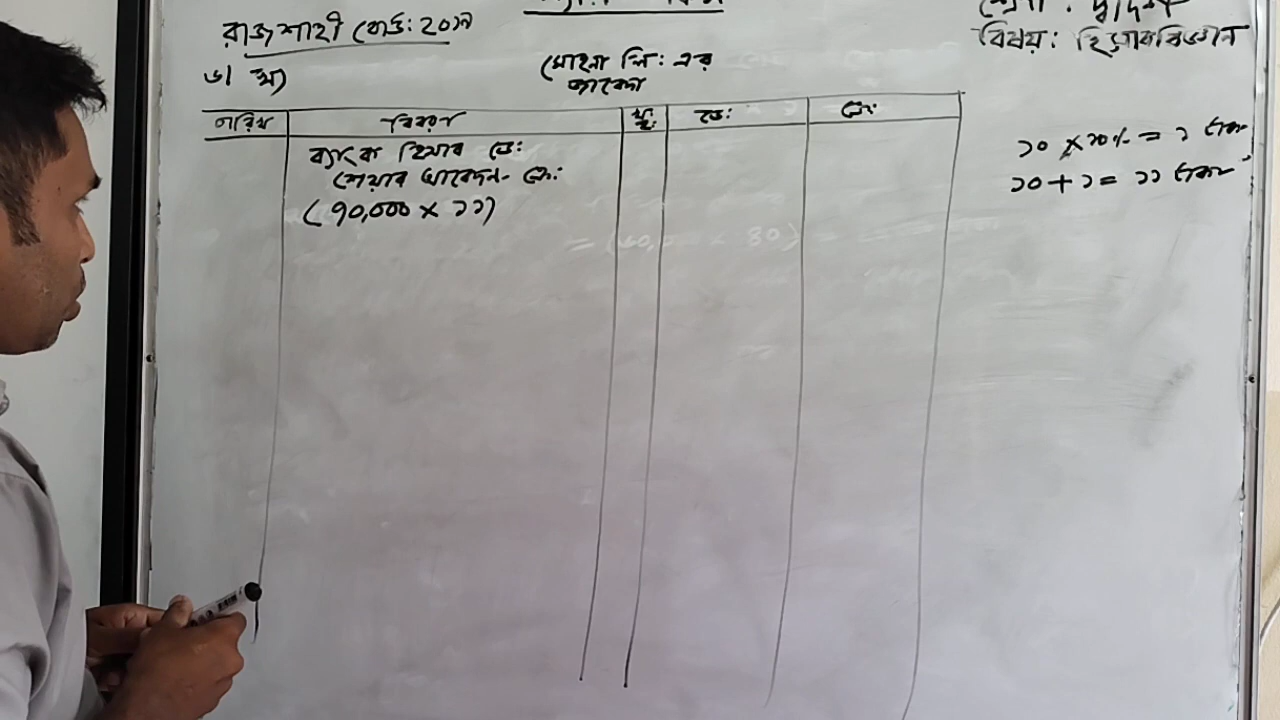 রাজশাহী বোর্ড: ২০১৯
বিষয়: হিসাববিজ্ঞান
৬। অ)
মোহনা লি: এর
জাবেদা
তারিখ বিবরণ খ: পৃ: ডে: ক্রে:
ব্যাংক হিসাব ডে:
শেয়ার আবেদন- ক্রে:
(৭০,০০০ × ১১)
১০ × ১০% = ১ টাকা
১০ + ১ = ১১ টাকা